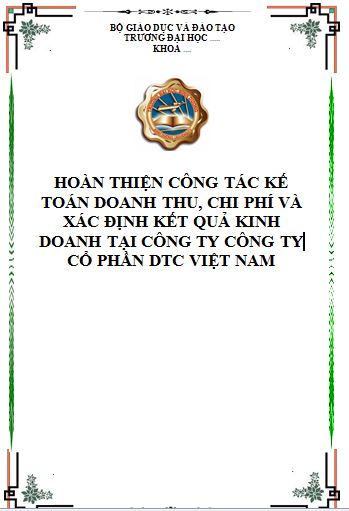 BỘ GIÁO DỤC VÀ ĐÀO TẠO
TRƯỜNG ĐẠI HỌC .....
KHOA ....
HOÀN THIỆN CÔNG TÁC KẾ
TOÁN DOANH THU, CHI PHÍ VÀ
XÁC ĐỊNH KẾT QUẢ KINH
DOANH TẠI CÔNG TY CÔNG TY
CỔ PHẦN DTC VIỆT NAM